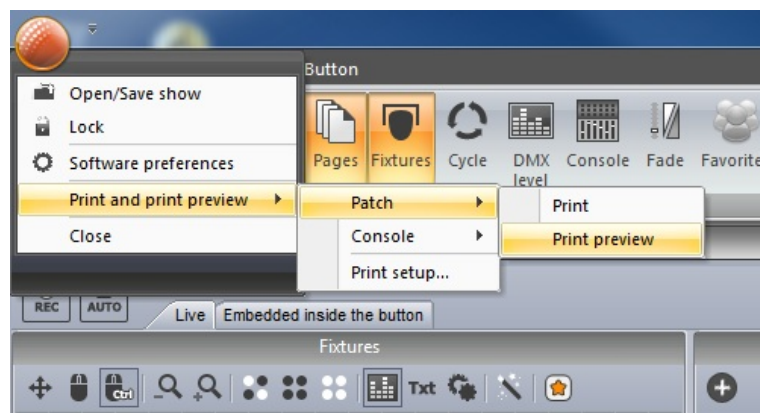 Button
Open/Save show
Lock
Software preferences
Print and print preview
Close
Pages Fixtures Cycle DMX level Console Fade Favorite
Patch
Console
Print setup...
Print
Print preview
REC AUTO Live Embedded inside the button
Fixtures
Ctrl Txt